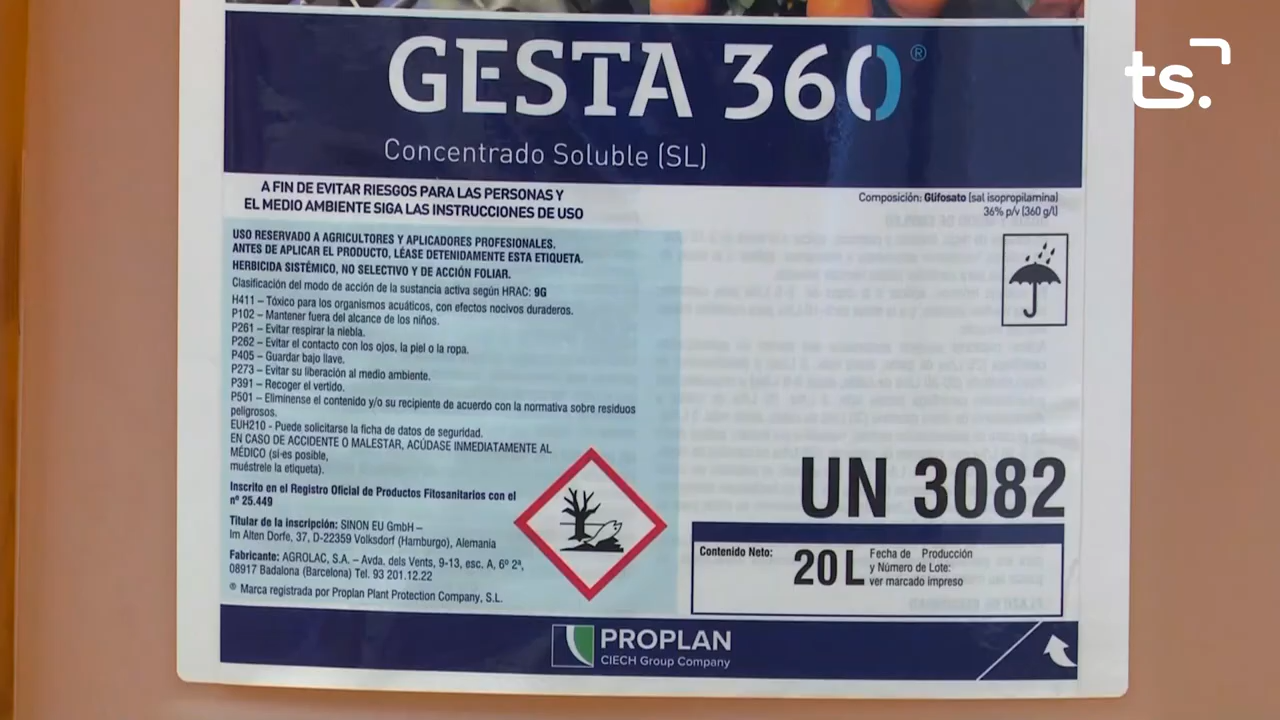 GESTA 360®
ts.
Concentrado Soluble (SL)
A FIN DE EVITAR RIESGOS PARA LAS PERSONAS Y
EL MEDIO AMBIENTE SIGA LAS INSTRUCCIONES DE USO
Composición: Glifosato (sal isopropilamina)
36% p/v (360 g/l)
USO RESERVADO A AGRICULTORES Y APLICADORES PROFESIONALES.
ANTES DE APLICAR EL PRODUCTO, LÉASE DETENIDAMENTE ESTA ETIQUETA.
HERBICIDA SISTÉMICO, NO SELECTIVO Y DE ACCIÓN FOLIAR.
Clasificación del modo de acción de la sustancia activa según HRAC: 9G
H411 – Tóxico para los organismos acuáticos, con efectos nocivos duraderos.
P102 – Mantener fuera del alcance de los niños.
P261 – Evitar respirar la niebla.
P262 – Evitar el contacto con los ojos, la piel o la ropa.
P405 – Guardar bajo llave.
P273 – Evitar su liberación al medio ambiente.
P391 – Recoger el vertido.
P501 – Elimínense el contenido y/o su recipiente de acuerdo con la normativa sobre residuos
peligrosos.
EUH210 - Puede solicitarse la ficha de datos de seguridad.
EN CASO DE ACCIDENTE O MALESTAR, ACÚDASE INMEDIATAMENTE AL
MÉDICO (si es posible,
muéstrele la etiqueta).
Inscrito en el Registro Oficial de Productos Fitosanitarios con el
nº 25.449
Titular de la inscripción: SINON EU GmbH –
Im Alten Dorfe, 37, D-22359 Volksdorf (Hamburgo), Alemania
Fabricante: AGROLAC, S.A. – Avda. dels Vents, 9-13, esc. A, 6º 2ª,
08917 Badalona (Barcelona) Tel. 93 201.12.22
® Marca registrada por Proplan Plant Protection Company, S.L.
UN 3082
Contenido Neto: 20 L
Fecha de Producción
y Número de Lote:
ver marcado impreso
PROPLAN
CIECH Group Company